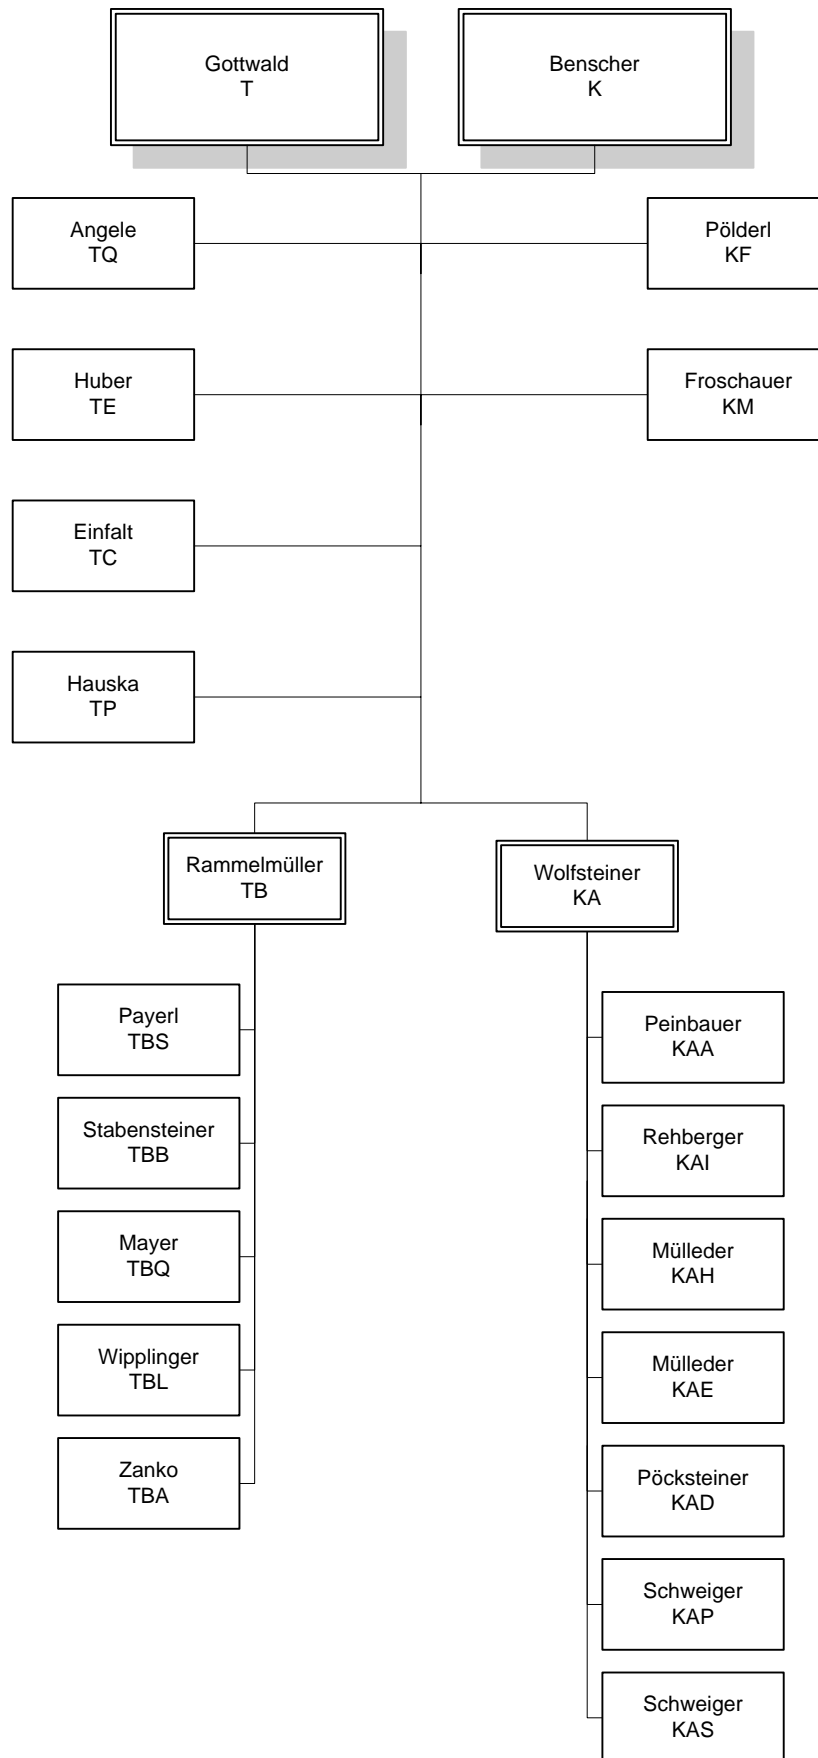 Gottwald
T
Benscher
K
Angele
TQ
Pölderl
KF
Huber
TE
Froschauer
KM
Einfalt
TC
Hauska
TP
Rammelmüller
TB
Wolfsteiner
KA
Payerl
TBS
Stabensteiner
TBB
Mayer
TBQ
Wipplinger
TBL
Zanko
TBA
Peinbauer
KAA
Rehberger
KAI
Mülleder
KAH
Mülleder
KAE
Pöcksteiner
KAD
Schweiger
KAP
Schweiger
KAS